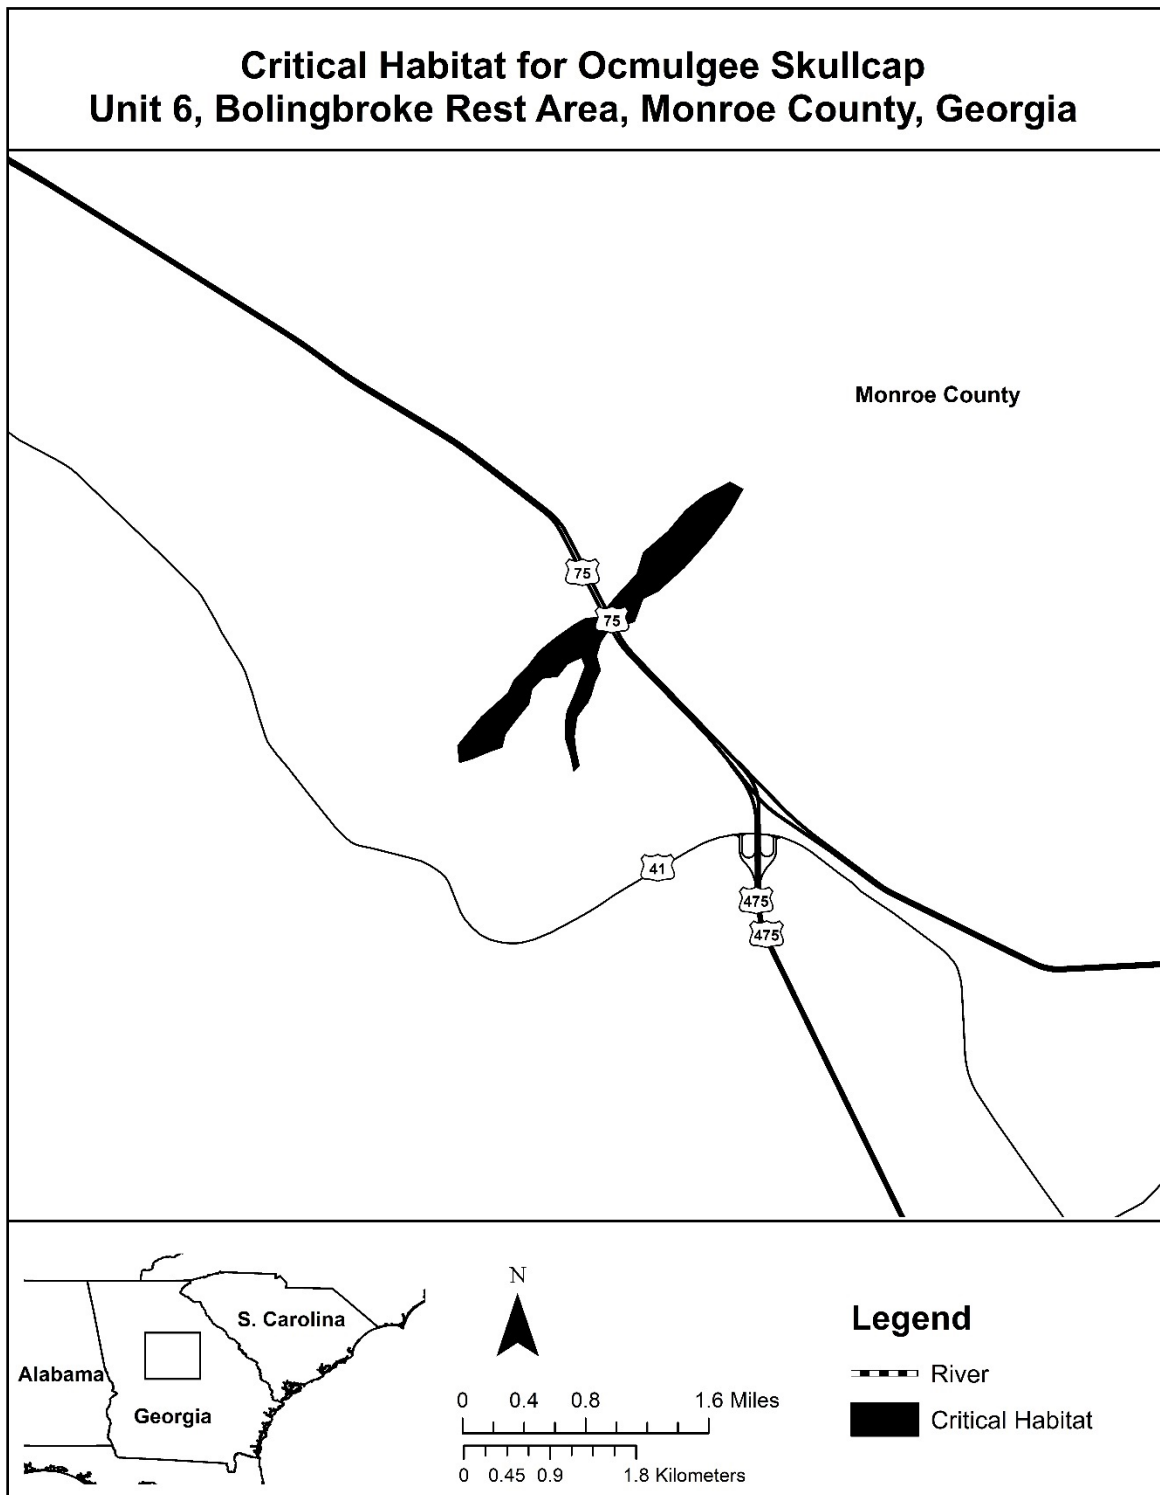 Critical Habitat for Ocmulgee Skullcap
Unit 6, Bolingbroke Rest Area, Monroe County, Georgia
Monroe County
75
75
41
475
475
S. Carolina
Alabama
Georgia
N
0 0.4 0.8 1.6 Miles
0 0.45 0.9 1.8 Kilometers
Legend
River
Critical Habitat